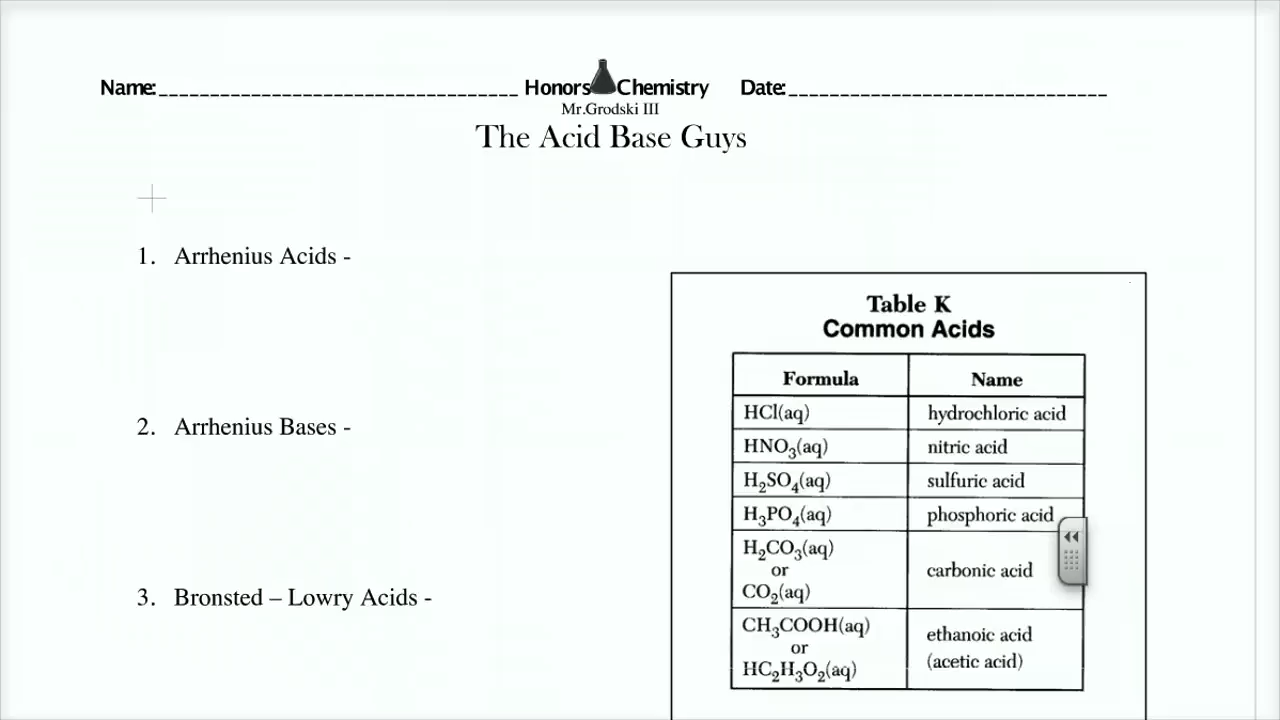 Name:__________________________________ Honors Chemistry Date:______________________________
Mr.Grodski III
The Acid Base Guys
1. Arrhenius Acids -
2. Arrhenius Bases -
3. Bronsted – Lowry Acids -
Table K
Common Acids
Formula Name
HCl(aq) hydrochloric acid
HNO₃(aq) nitric acid
H₂SO₄(aq) sulfuric acid
H₃PO₄(aq) phosphoric acid
H₂CO₃(aq)
or
CO₂(aq)
carbonic acid
CH₃COOH(aq)
or
HC₂H₃O₂(aq)
ethanoic acid
(acetic acid)